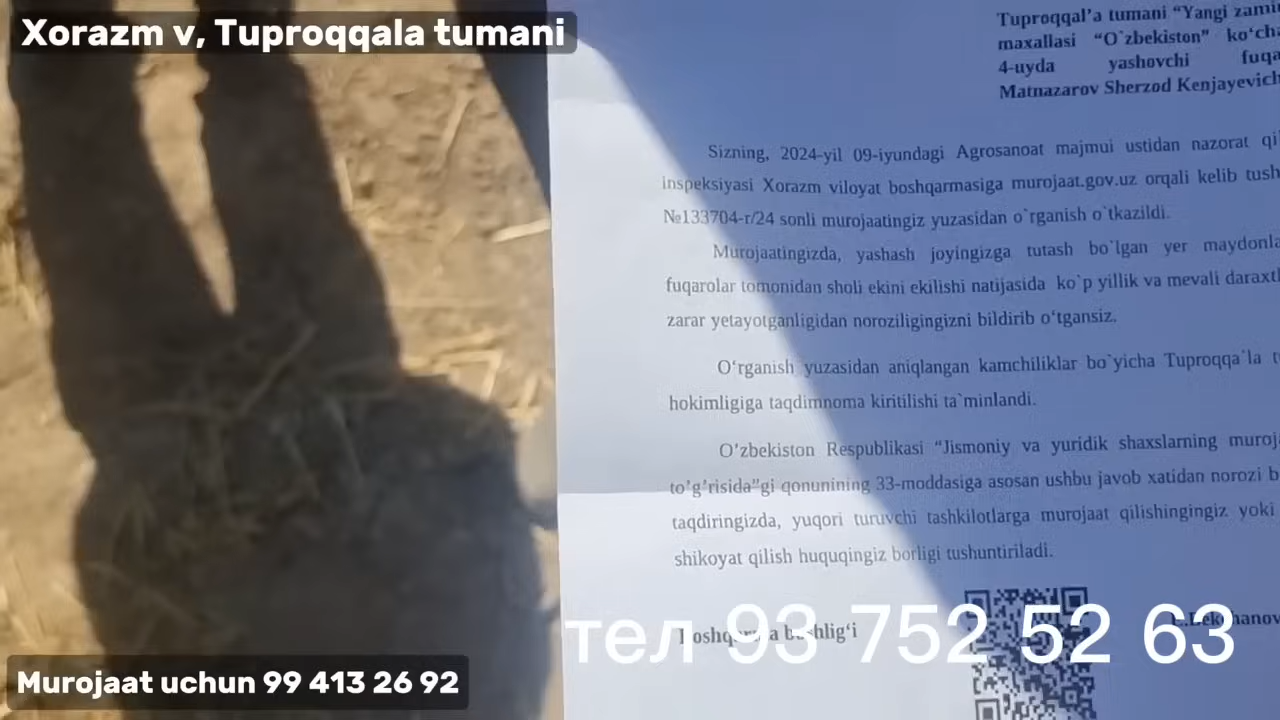 Xorazm v, Tuproqqala tumani
Tuproqqal’a tumani “Yangi
maxallasi “O`zbekiston”
4-uyda yashovchi
Matnazarov Sherzod Kenjayevich
Sizning, 2024-yil 09-iyundagi Agrosanoat majmui ustidan nazorat
inspeksiyasi Xorazm viloyat boshqarmasiga murojaat.gov.uz orqali kelib
№133704-r/24 sonli murojaatingiz yuzasidan o`rganish o`tkazildi.
Murojaatingizda, yashash joyingizga tutash bo`lgan yer
fuqarolar tomonidan sholi ekini ekilishi natijasida ko`p yillik va mevali
zarar yetayotganligidan noroziligingizni bildirib o‘tgansiz.
O‘rganish yuzasidan aniqlangan kamchiliklar bo`yicha Tuproqqa`la
hokimligiga taqdimnoma kiritilishi ta`minlandi.
O’zbekiston Respublikasi “Jismoniy va yuridik shaxslarning
to’g’risida”gi qonunining 33-moddasiga asosan ushbu javob xatidan norozi
taqdiringizda, yuqori turuvchi tashkilotlarga murojaat qilishingingiz yoki
shikoyat qilish huquqingiz borligi tushuntiriladi.
тел 93 752 52 63
Murojaat uchun 99 413 26 92